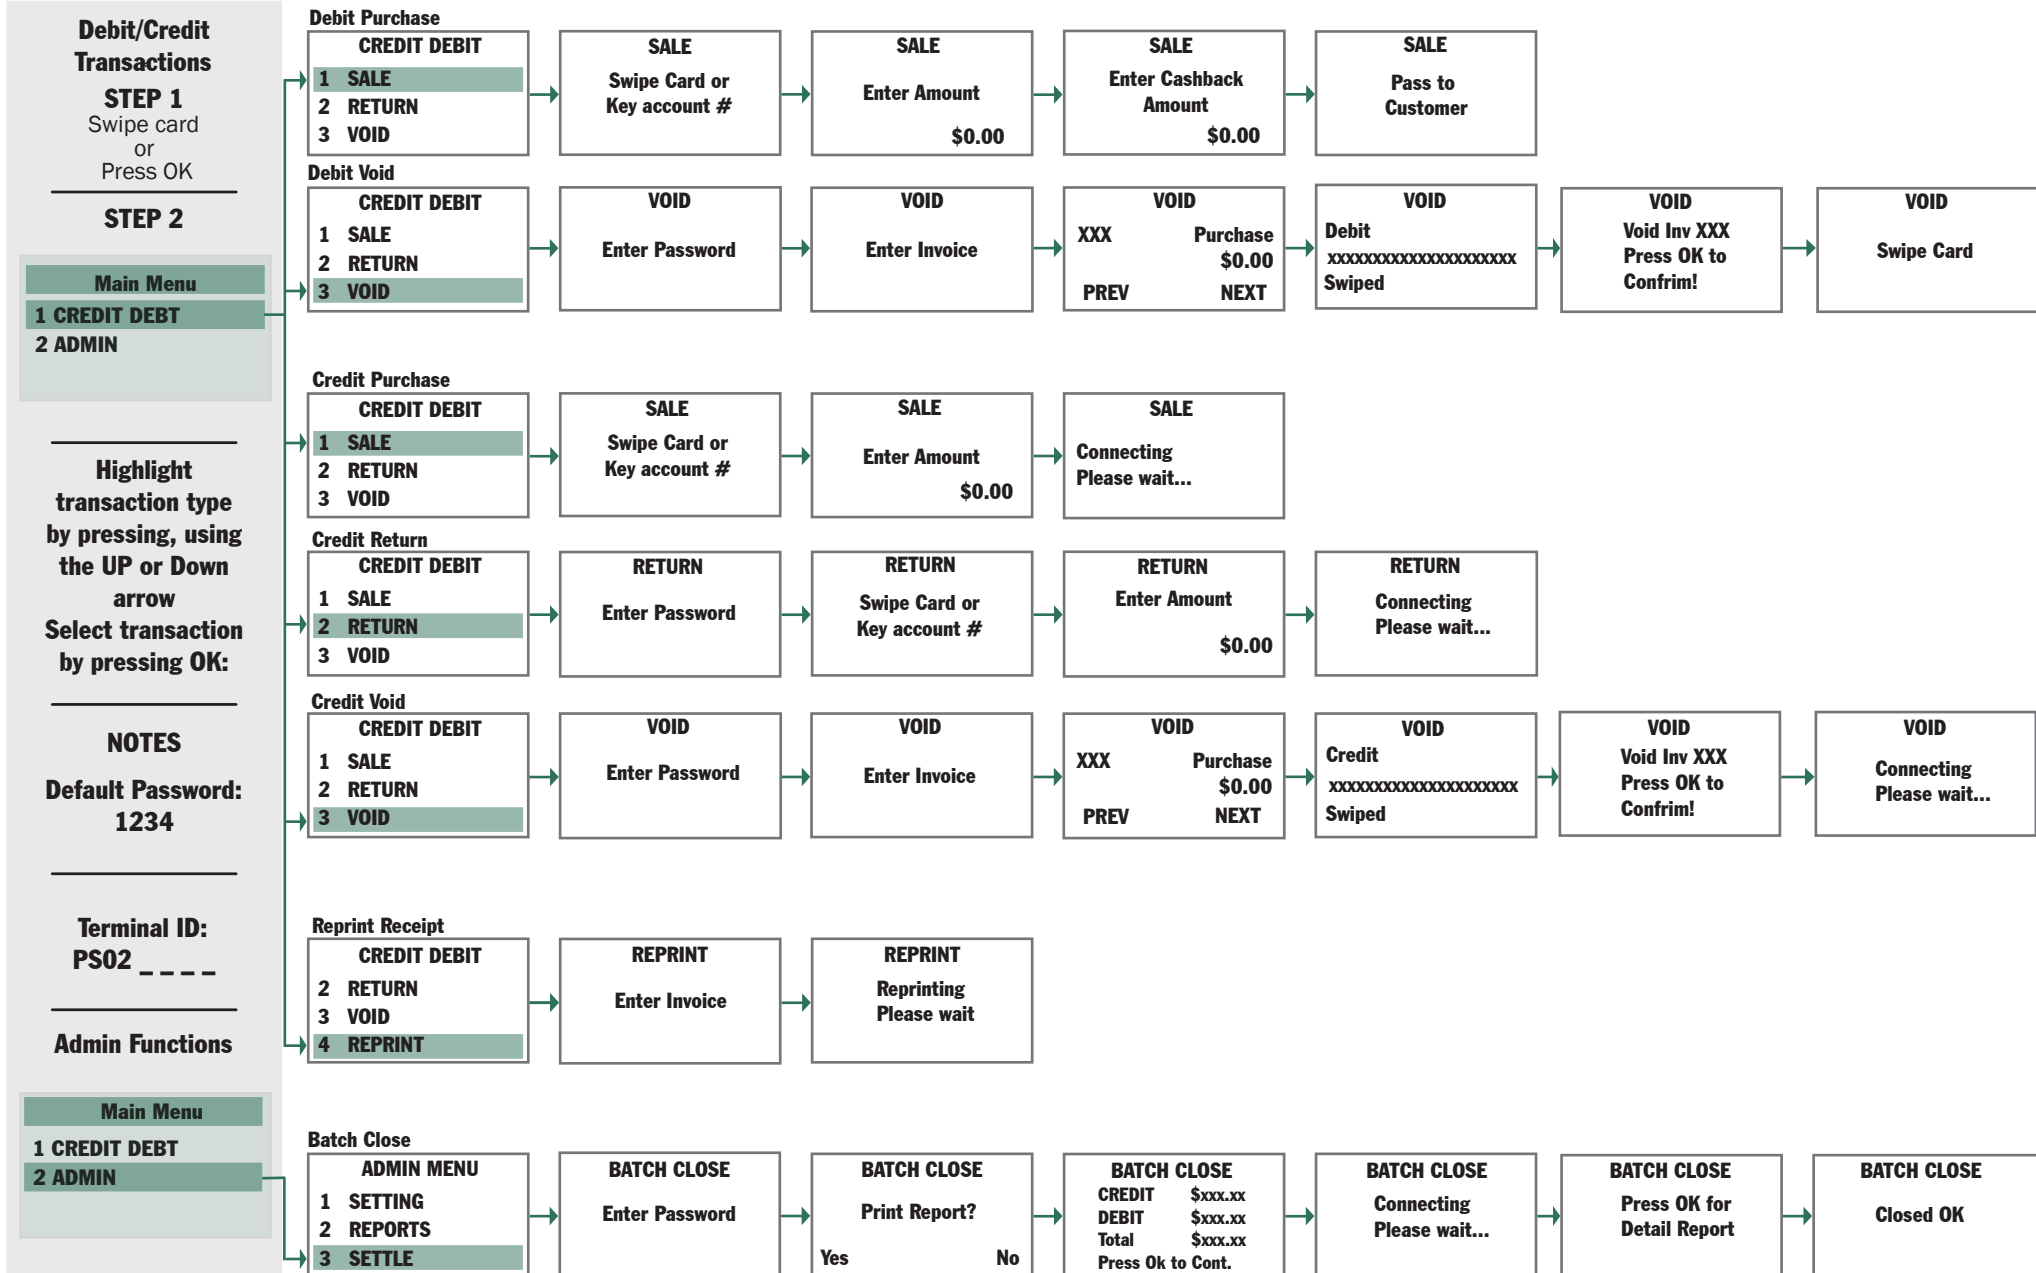 Debit/Credit
Transactions
STEP 1
Swipe card
or
Press OK
STEP 2
Main Menu
1 CREDIT DEBT
2 ADMIN
Highlight
transaction type
by pressing, using
the UP or Down
arrow
Select transaction
by pressing OK:
NOTES
Default Password:
1234
Terminal ID:
PS02 _ _ _ _
Admin Functions
Main Menu
1 CREDIT DEBT
2 ADMIN
Debit Purchase
CREDIT DEBIT
1 SALE
2 RETURN
3 VOID
SALE
Swipe Card or
Key account #
SALE
Enter Amount
$0.00
SALE
Enter Cashback
Amount
$0.00
SALE
Pass to
Customer
Debit Void
CREDIT DEBIT
1 SALE
2 RETURN
3 VOID
VOID
Enter Password
VOID
Enter Invoice
VOID
XXX Purchase
$0.00
PREV NEXT
VOID
Debit
xxxxxxxxxxxxxxxxxxxxx
Swiped
VOID
Void Inv XXX
Press OK to
Confrim!
VOID
Swipe Card
Credit Purchase
CREDIT DEBIT
1 SALE
2 RETURN
3 VOID
SALE
Swipe Card or
Key account #
SALE
Enter Amount
$0.00
SALE
Connecting
Please wait...
Credit Return
CREDIT DEBIT
1 SALE
2 RETURN
3 VOID
RETURN
Enter Password
RETURN
Swipe Card or
Key account #
RETURN
Enter Amount
$0.00
RETURN
Connecting
Please wait...
Credit Void
CREDIT DEBIT
1 SALE
2 RETURN
3 VOID
VOID
Enter Password
VOID
Enter Invoice
VOID
XXX Purchase
$0.00
PREV NEXT
VOID
Credit
xxxxxxxxxxxxxxxxxxxxx
Swiped
VOID
Void Inv XXX
Press OK to
Confrim!
VOID
Connecting
Please wait...
Reprint Receipt
CREDIT DEBIT
2 RETURN
3 VOID
4 REPRINT
REPRINT
Enter Invoice
REPRINT
Reprinting
Please wait
Batch Close
ADMIN MENU
1 SETTING
2 REPORTS
3 SETTLE
BATCH CLOSE
Enter Password
BATCH CLOSE
Print Report?
Yes No
BATCH CLOSE
CREDIT $xxx.xx
DEBIT $xxx.xx
Total $xxx.xx
Press Ok to Cont.
BATCH CLOSE
Connecting
Please wait...
BATCH CLOSE
Press OK for
Detail Report
BATCH CLOSE
Closed OK